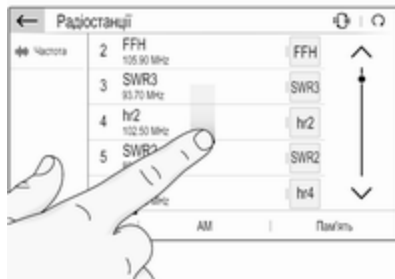 Радіостанції
Частота
2 FFH FFH
105.90 MHz
3 SWR3 SWR3
93.70 MHz
4 hr2 hr2
102.50 MHz
5 SWR2 SWR2
hr4
MHz
AM Пам'ять